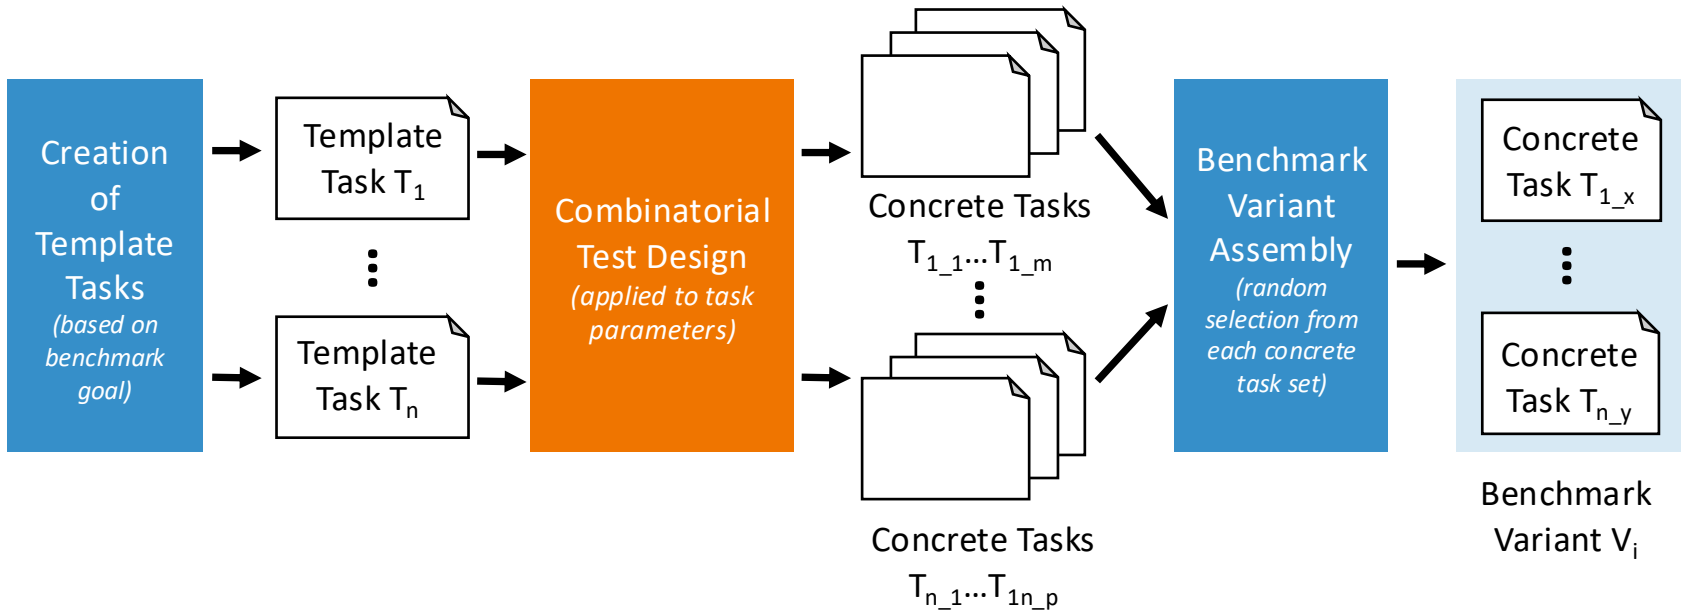 Creation
of
Template
Tasks
(based on
benchmark
goal)
Template
Task T1
Template
Task Tn
Combinatorial
Test Design
(applied to task
parameters)
Concrete Tasks
T1_1...T1_m
Concrete Tasks
Tn_1...T1n_p
Benchmark
Variant
Assembly
(random
selection from
each concrete
task set)
Concrete
Task T1_x
Concrete
Task Tn_y
Benchmark
Variant Vi